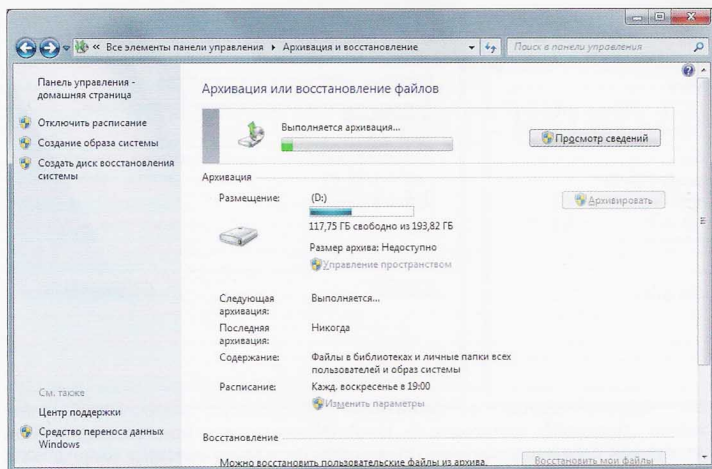 « Все элементы панели управления ▸ Архивация и восстановление
Поиск в панели управления
Панель управления -
домашняя страница
Отключить расписание
Создание образа системы
Создать диск восстановления
системы
Архивация или восстановление файлов
Выполняется архивация...
Просмотр сведений
Архивация
Размещение:
(D:)
Архивировать
117,75 ГБ свободно из 193,82 ГБ
Размер архива: Недоступно
Управление пространством
Следующая
архивация:
Выполняется...
Последняя
архивация:
Никогда
Содержание:
Файлы в библиотеках и личные папки всех
пользователей и образ системы
Расписание:
Кажд. воскресенье в 19:00
Изменить параметры
См. также
Центр поддержки
Средство переноса данных
Windows
Восстановление
Можно восстановить пользовательские файлы из архива,
Восстановить мои файлы